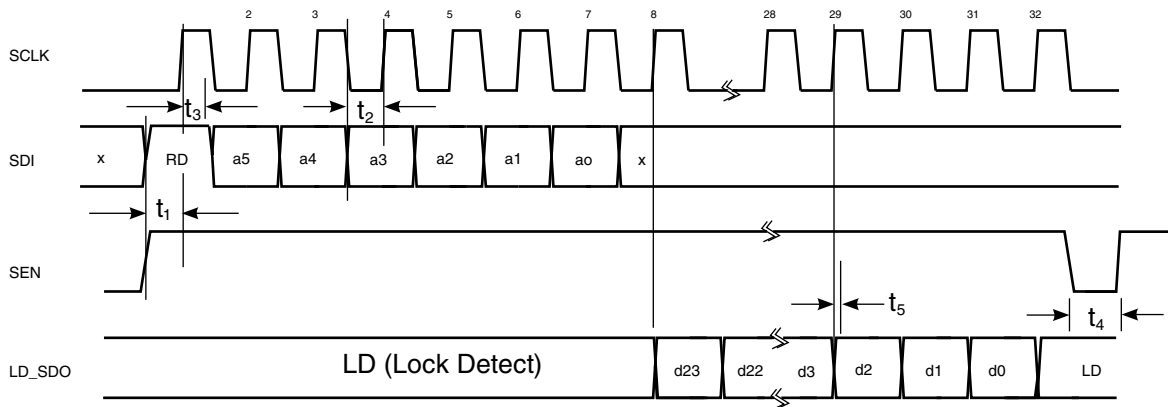 2 3 4 5 6 7 8 28 29 30 31 32
SCLK
t3 t2
SDI x RD a5 a4 a3 a2 a1 ao x
t1
SEN
t5 t4
LD_SDO LD (Lock Detect) d23 d22 d3 d2 d1 d0 LD